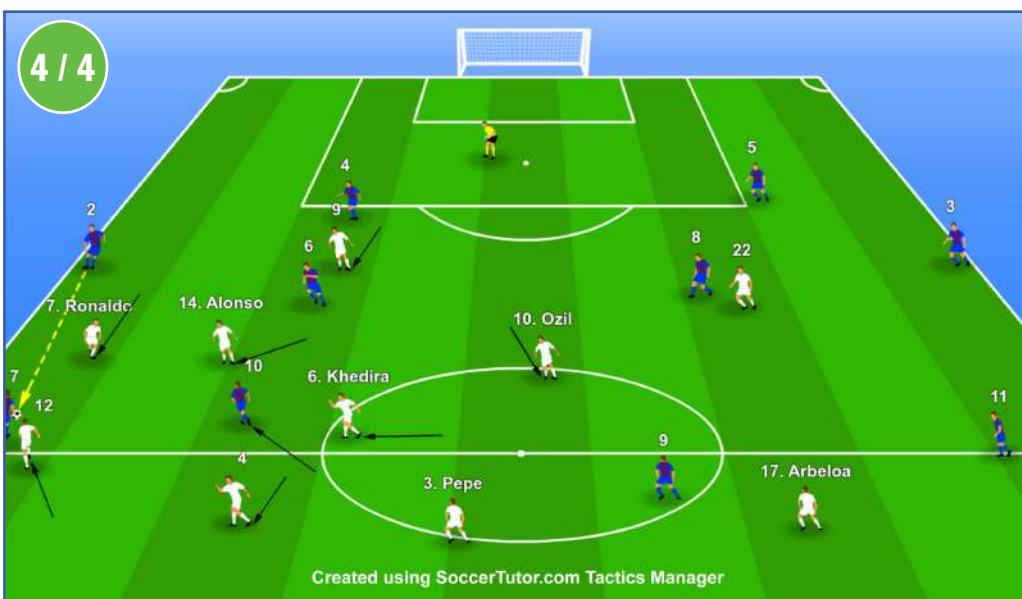 4 / 4
5
4
2
9
3
6
8
22
7. Ronaldo
14. Alonso
10. Ozil
10
6. Khedira
7
12
11
4
3. Pepe
9
17. Arbeloa
Created using SoccerTutor.com Tactics Manager